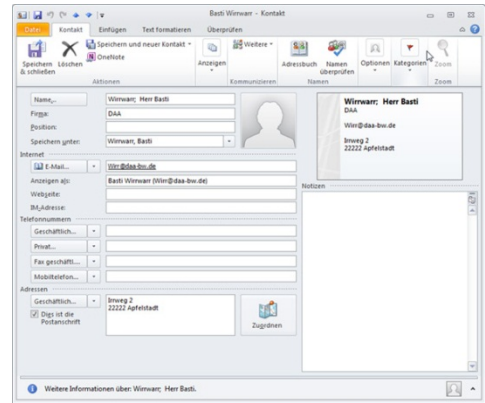 Basti Wirrwarr - Kontakt
Datei Kontakt Einfügen Text formatieren Überprüfen
Speichern & schließen
Löschen
Speichern und neuer Kontakt
OneNote
Aktionen
Anzeigen
Weitere
Kommunizieren
Adressbuch
Namen überprüfen
Namen
Optionen
Kategorien
Zoom
Zoom
Name... Wirrwarr; Herr Basti
Firma: DAA
Position:
Speichern unter: Wirrwarr, Basti
Internet
E-Mail... Wirr@daa-bw.de
Anzeigen als: Basti Wirrwarr (Wirr@daa-bw.de)
Webseite:
IM-Adresse:
Telefonnummern
Geschäftlich...
Privat...
Fax geschäftl...
Mobiltelefon...
Adressen
Geschäftlich... Irrweg 2
22222 Apfelstadt
Dies ist die
Postanschrift
Zuordnen
Wirrwarr; Herr Basti
DAA
Wirr@daa-bw.de
Irrweg 2
22222 Apfelstadt
Notizen
Weitere Informationen über: Wirrwarr; Herr Basti.